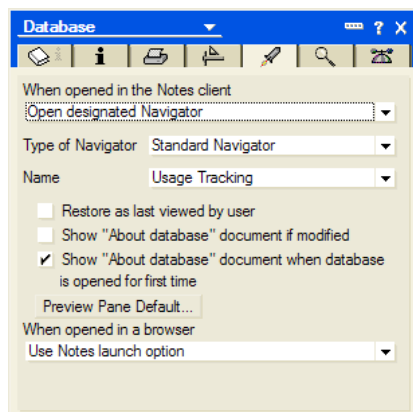 Database
? X
i i
When opened in the Notes client
Open designated Navigator
Type of Navigator Standard Navigator
Name Usage Tracking
Restore as last viewed by user
Show "About database" document if modified
Show "About database" document when database
is opened for first time
Preview Pane Default...
When opened in a browser
Use Notes launch option